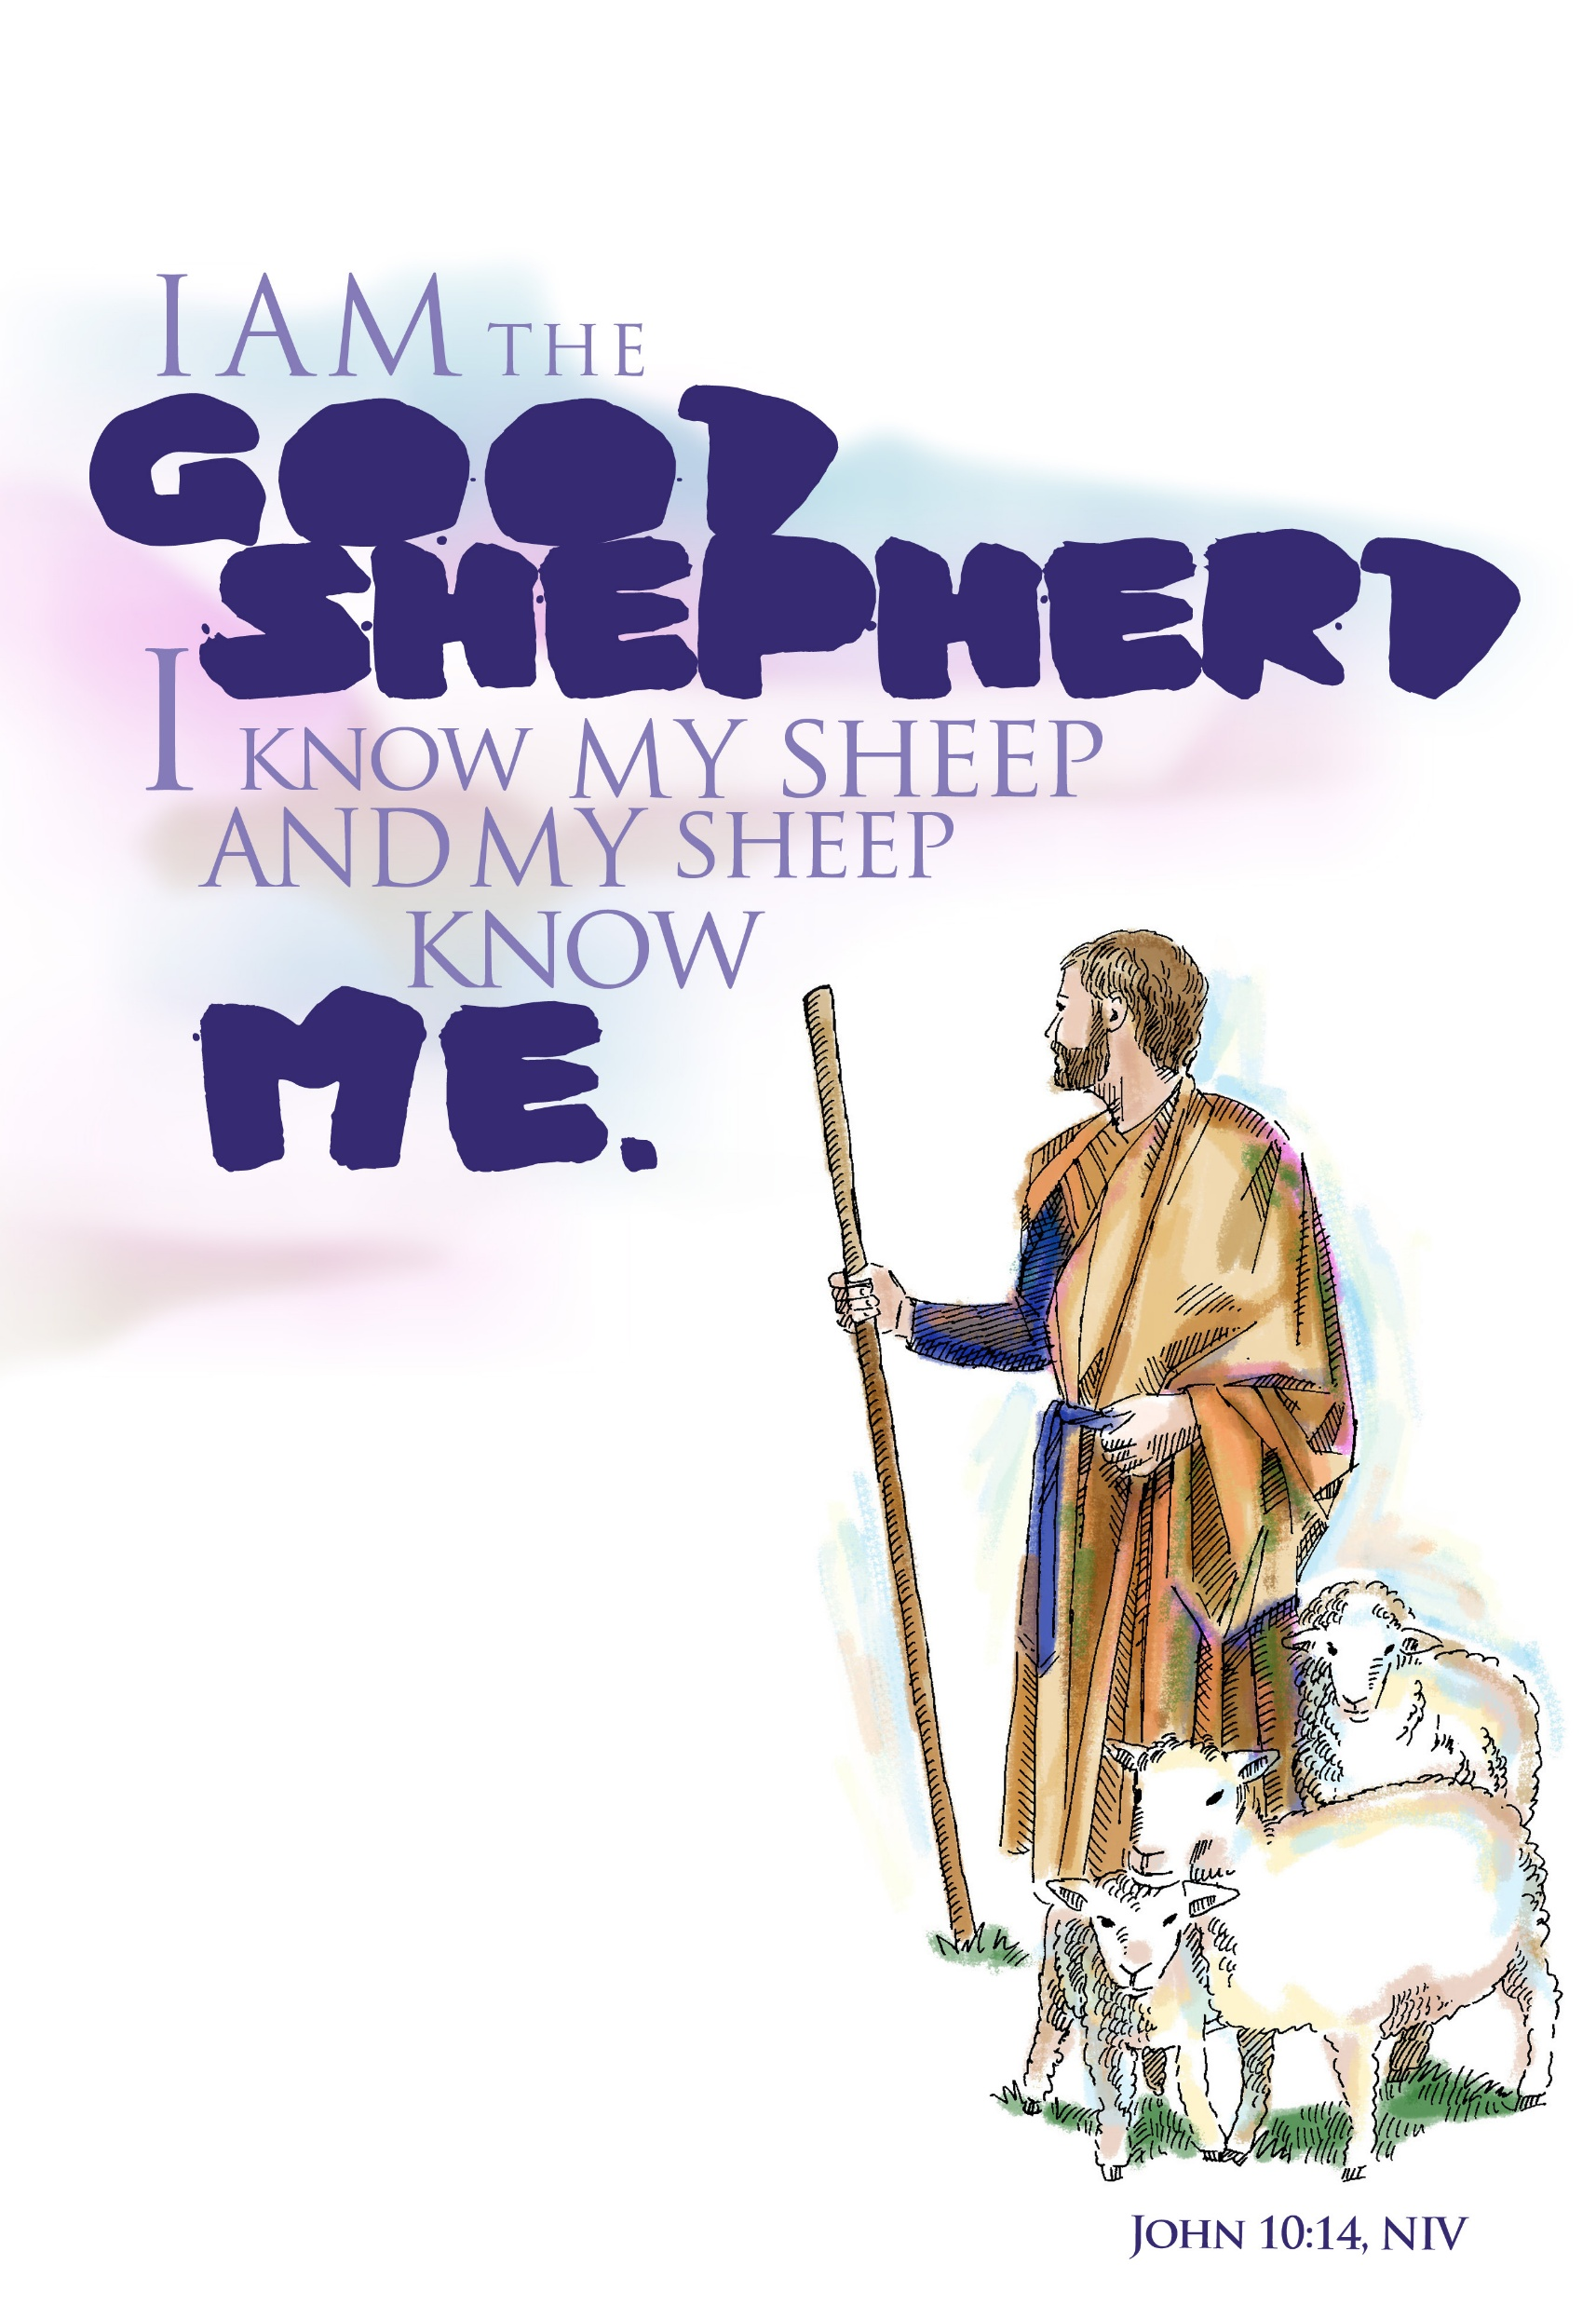 I AM THE
GOOD
SHEPHERD
I KNOW MY SHEEP
AND MY SHEEP
KNOW
ME.
JOHN 10:14, NIV